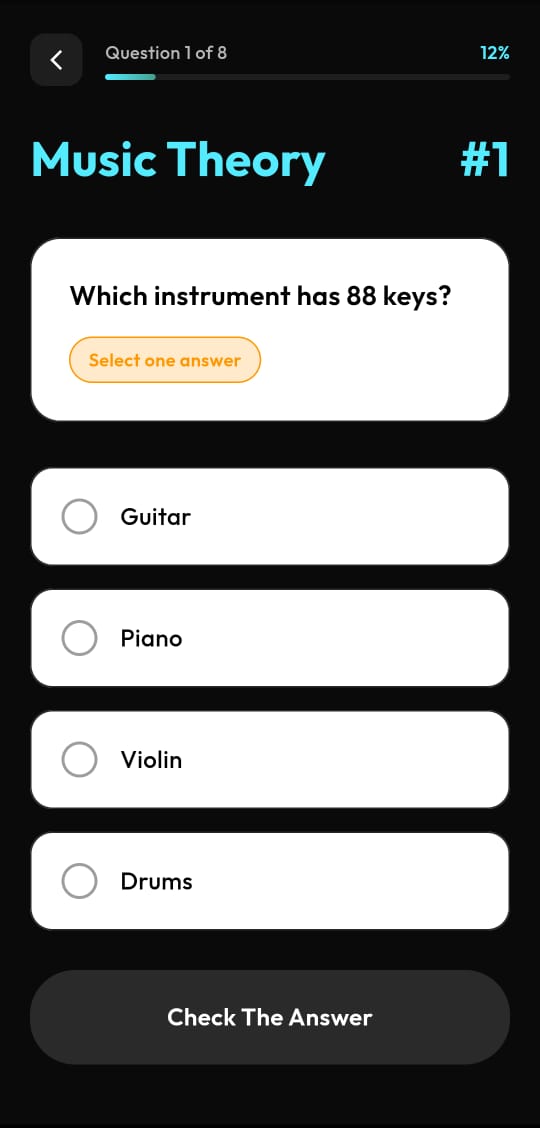 Question 1 of 8
12%
Music Theory
#1
Which instrument has 88 keys?
Select one answer
Guitar
Piano
Violin
Drums
Check The Answer